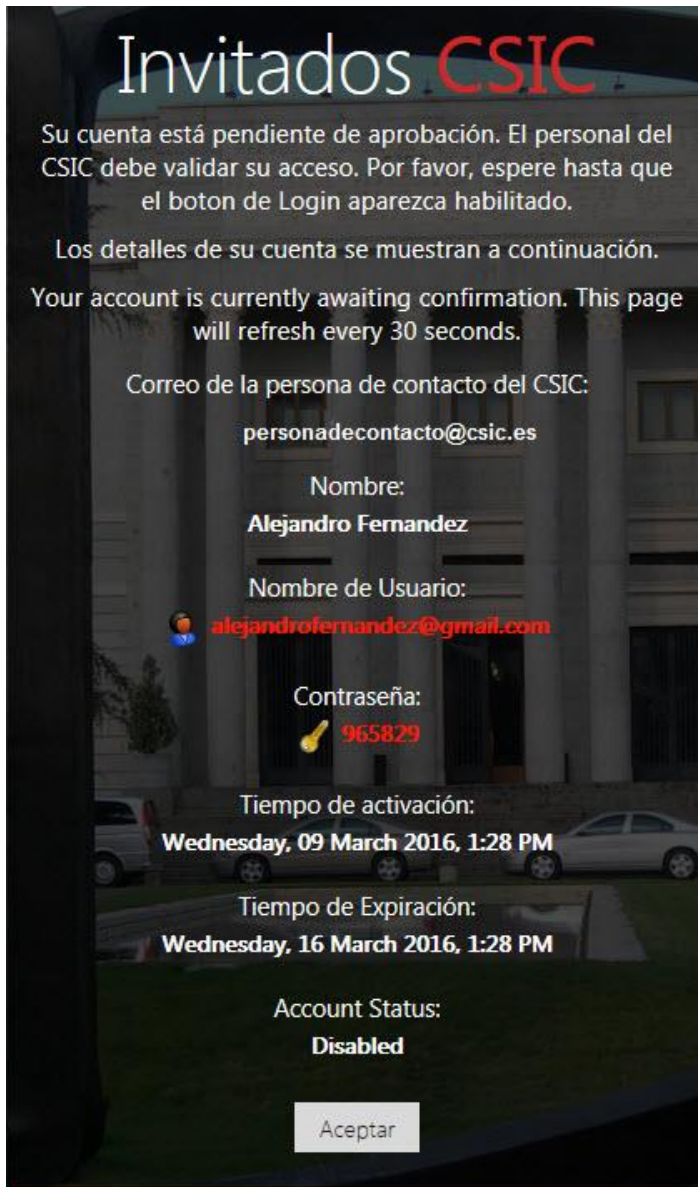 Invitados CSIC
Su cuenta está pendiente de aprobación. El personal del
CSIC debe validar su acceso. Por favor, espere hasta que
el boton de Login aparezca habilitado.
Los detalles de su cuenta se muestran a continuación.
Your account is currently awaiting confirmation. This page
will refresh every 30 seconds.
Correo de la persona de contacto del CSIC:
personadecontacto@csic.es
Nombre:
Alejandro Fernandez
Nombre de Usuario:
alejandrofernandez@gmail.com
Contraseña:
965829
Tiempo de activación:
Wednesday, 09 March 2016, 1:28 PM
Tiempo de Expiración:
Wednesday, 16 March 2016, 1:28 PM
Account Status:
Disabled
Aceptar